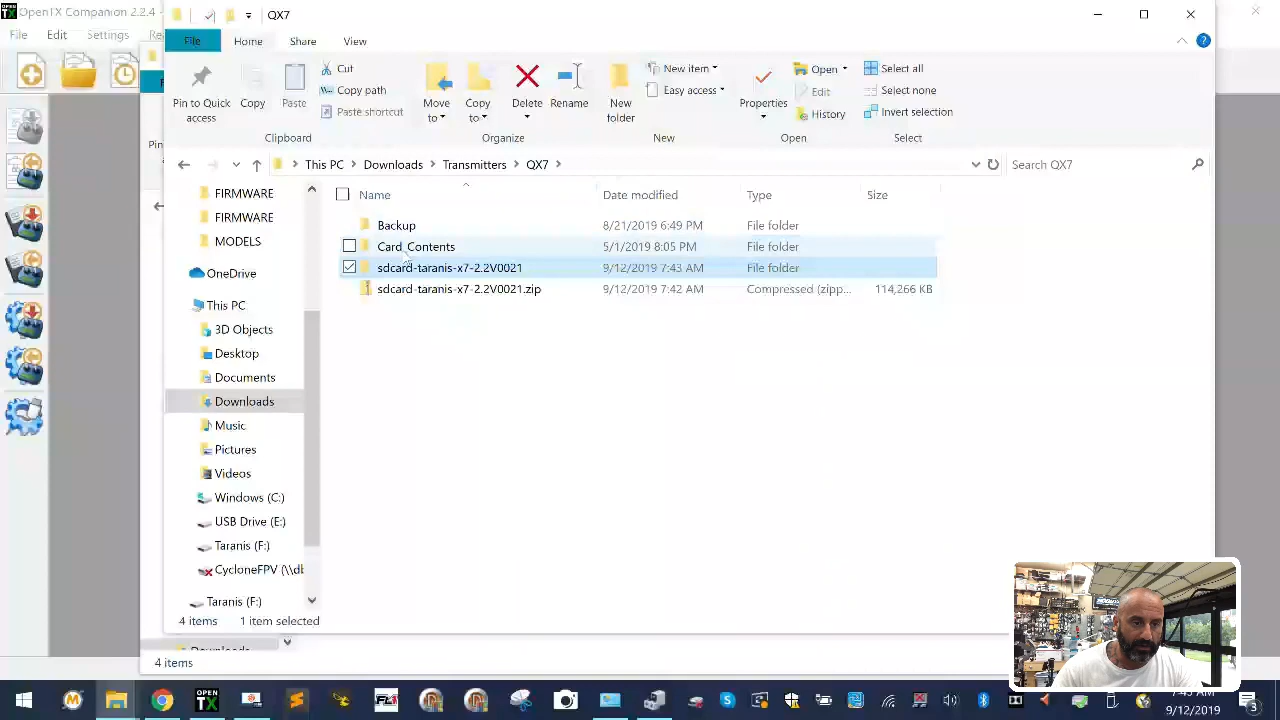 OpenTX Companion 2.2.4
QX7
File Edit Settings
File Home Share View
Pin to Quick access
Copy
Paste
Cut
Copy path
Paste shortcut
Clipboard
Move to
Copy to
Delete
Rename
Organize
New folder
New item
Easy access
New
Properties
Open
Edit
History
Open
Select all
Select none
Invert selection
Select
Pin
This PC Downloads Transmitters QX7
Search QX7
Name Date modified Type Size
Backup 8/21/2019 6:49 PM File folder
Card_Contents 5/1/2019 8:05 PM File folder
sdcard-taranis-x7-2.2V0021 9/12/2019 7:43 AM File folder
sdcard-taranis-x7-2.2V0021.zip 9/12/2019 7:42 AM Compressed (zipp... 114,266 KB
FIRMWARE
FIRMWARE
MODELS
OneDrive
This PC
3D Objects
Desktop
Documents
Downloads
Music
Pictures
Videos
Windows (C:)
USB Drive (E:)
Taranis (F:)
CycloneFPV (\\db
Taranis (F:)
4 items 1 item selected
4 items
OPEN TX
9/12/2019